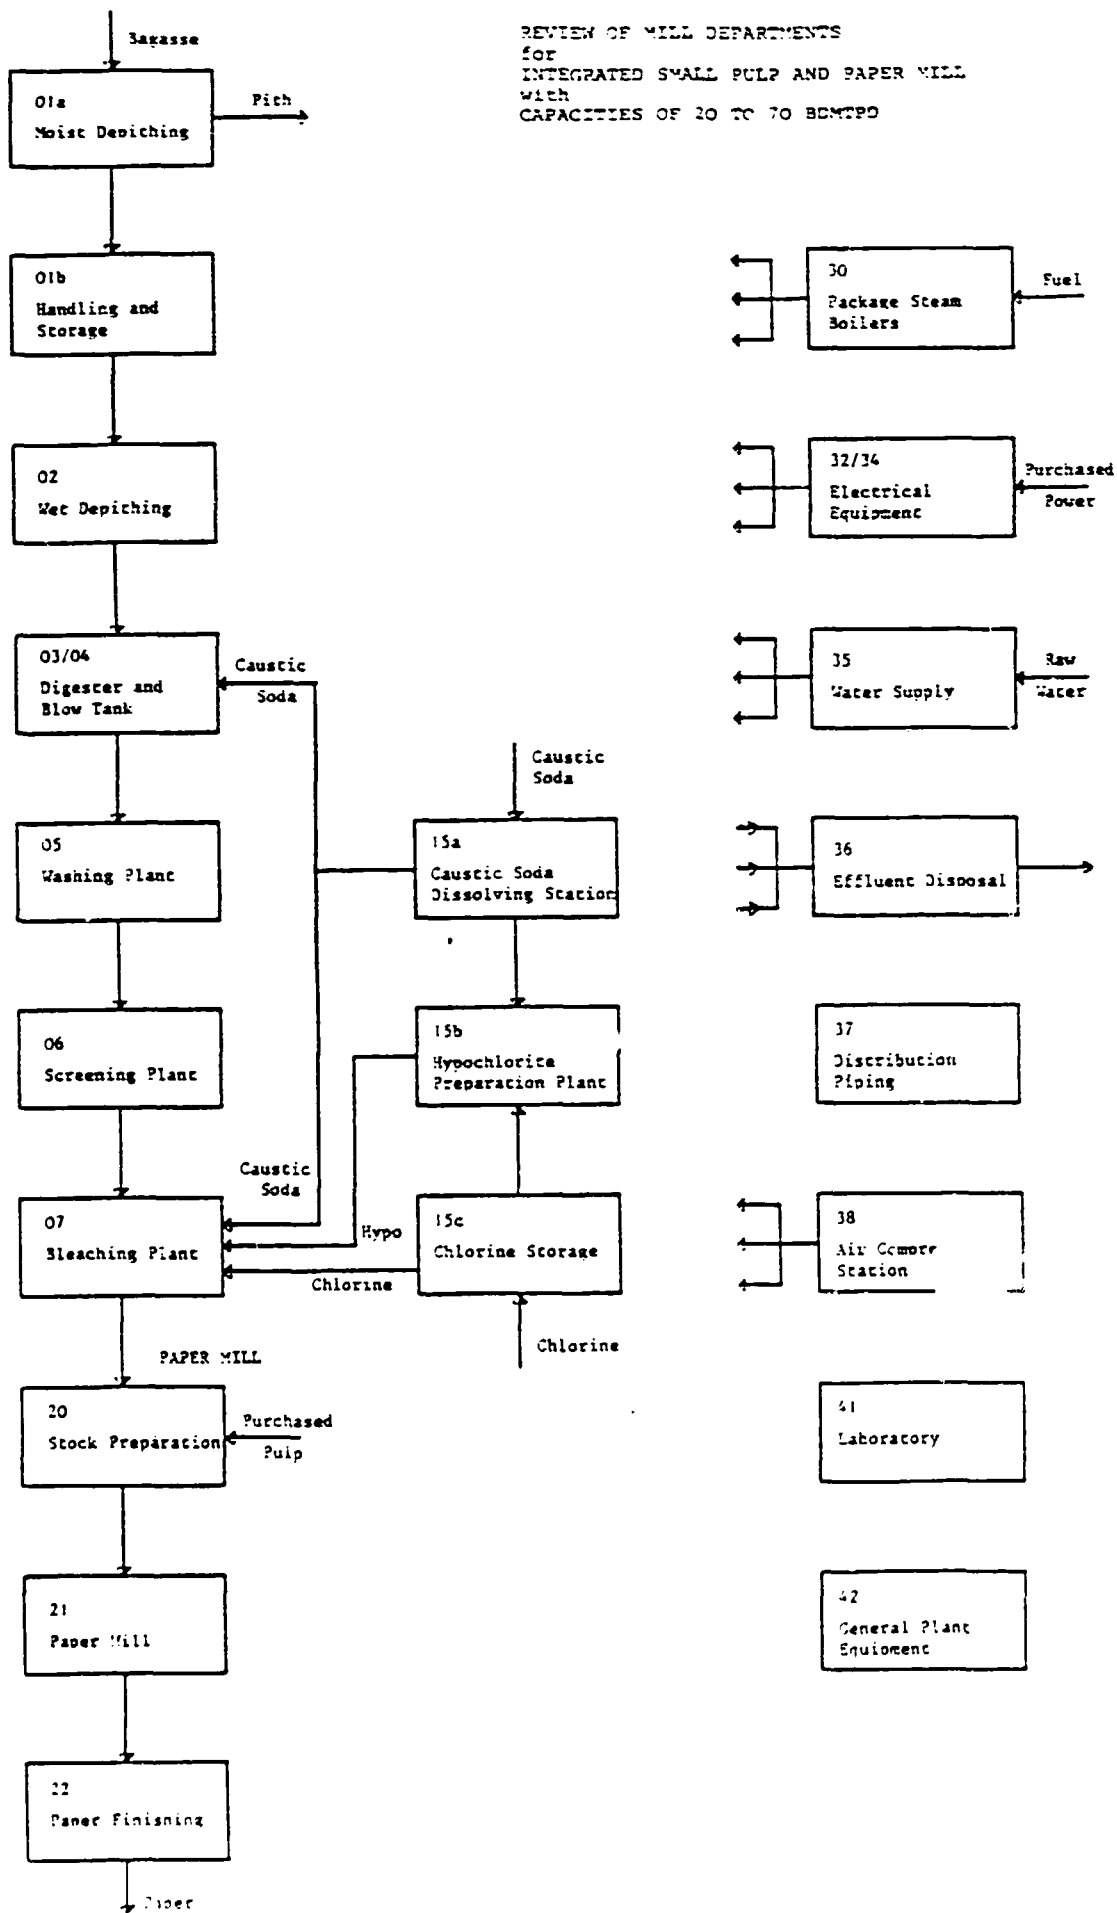 REVIEW OF MILL DEPARTMENTS
for
INTEGRATED SMALL PULP AND PAPER MILL
with
CAPACITIES OF 20 TO 70 BDMTPD
Bagasse
01a
Moist Depithing
Pith
01b
Handling and
Storage
02
Wet Depithing
03/04
Digester and
Blow Tank
Caustic
Soda
05
Washing Plant
06
Screening Plant
Caustic
Soda
07
Bleaching Plant
Hypo
Chlorine
PAPER MILL
20
Stock Preparation
Purchased
Pulp
21
Paper Mill
22
Paper Finishing
Paper
Caustic
Soda
15a
Caustic Soda
Dissolving Station
15b
Hypochlorite
Preparation Plant
15c
Chlorine Storage
Chlorine
30
Package Steam
Boilers
Fuel
32/34
Electrical
Equipment
Purchased
Power
35
Water Supply
Raw
Water
36
Effluent Disposal
37
Distribution
Piping
38
Air Compre
Station
41
Laboratory
42
General Plant
Equipment